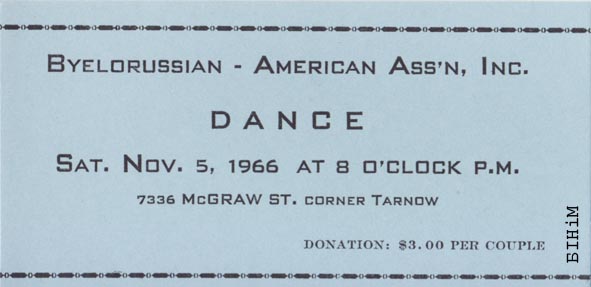 BYELORUSSIAN - AMERICAN ASS'N, INC.
DANCE
SAT. NOV. 5, 1966 AT 8 O'CLOCK P.M.
7336 McGRAW ST. CORNER TARNOW
DONATION: $3.00 PER COUPLE
БІНіМ